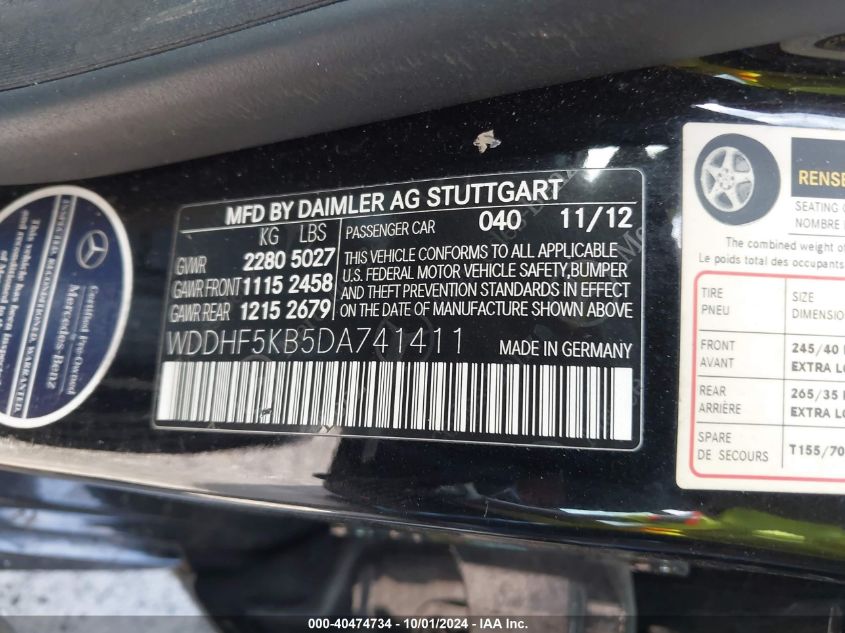 MFD BY DAIMLER AG STUTTGART
KG LBS
GVWR 2280 5027
GAWR FRONT 1115 2458
GAWR REAR 1215 2679
PASSENGER CAR 040 11/12
THIS VEHICLE CONFORMS TO ALL APPLICABLE
U.S. FEDERAL MOTOR VEHICLE SAFETY,BUMPER
AND THEFT PREVENTION STANDARDS IN EFFECT
ON THE DATE OF MANUFACTURE SHOWN ABOVE
WDDHF5KB5DA741411 MADE IN GERMANY
Certified Pre-Owned
Mercedes-Benz
RENSE
SEATING
NOMBRE
The combined weight of
Le poids total des occupants
TIRE SIZE
PNEU DIMENSIO
FRONT 245/40
AVANT EXTRA LO
REAR 265/35
ARRIÈRE EXTRA LO
SPARE T155/70
DE SECOURS
000-40474734 - 10/01/2024 - IAA Inc.